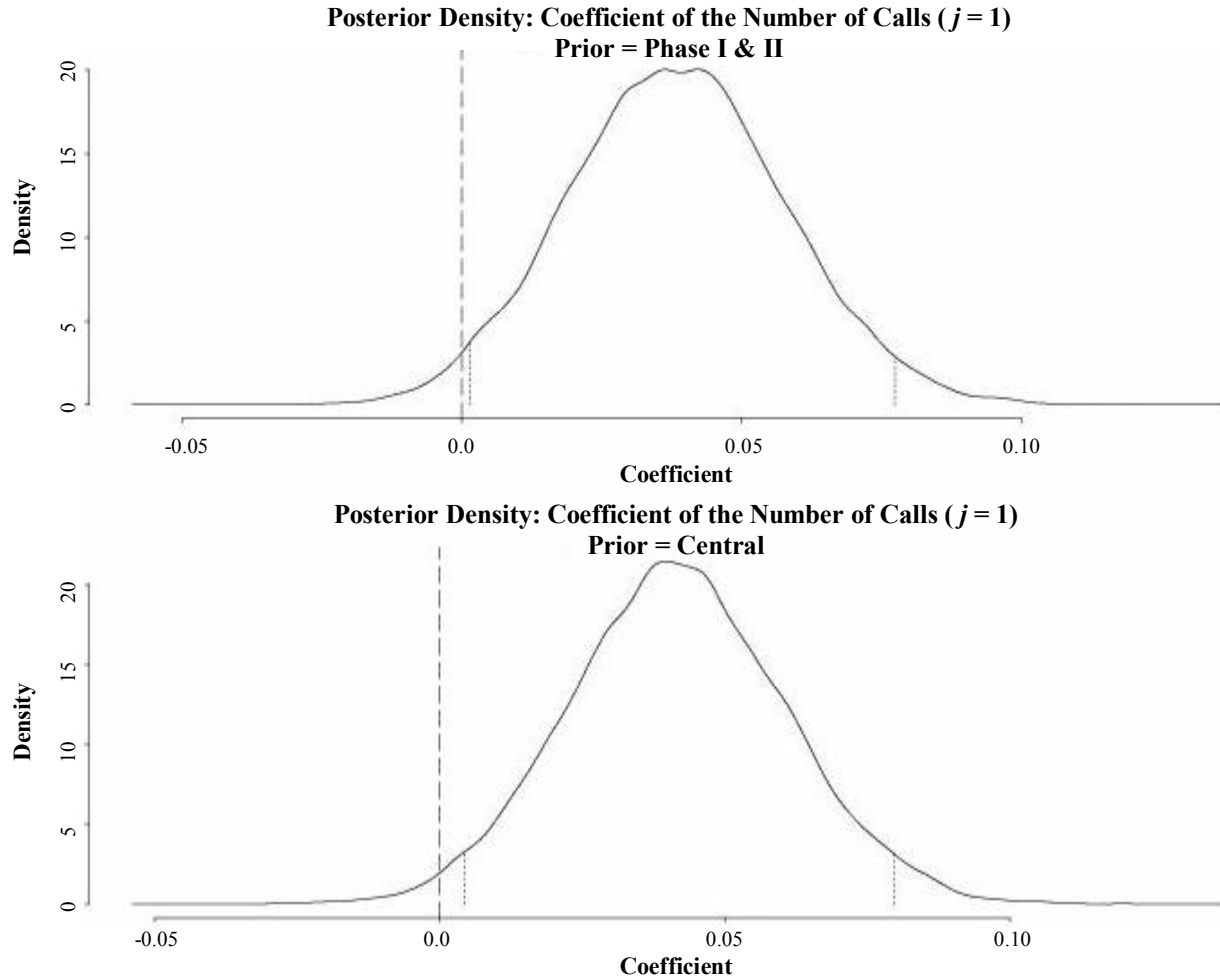 Posterior Density: Coefficient of the Number of Calls ( j = 1)
Prior = Phase I & II
Density
20
15
10
5
0
-0.05 0.0 0.05 0.10
Coefficient
Posterior Density: Coefficient of the Number of Calls ( j = 1)
Prior = Central
Density
20
15
10
5
0
-0.05 0.0 0.05 0.10
Coefficient